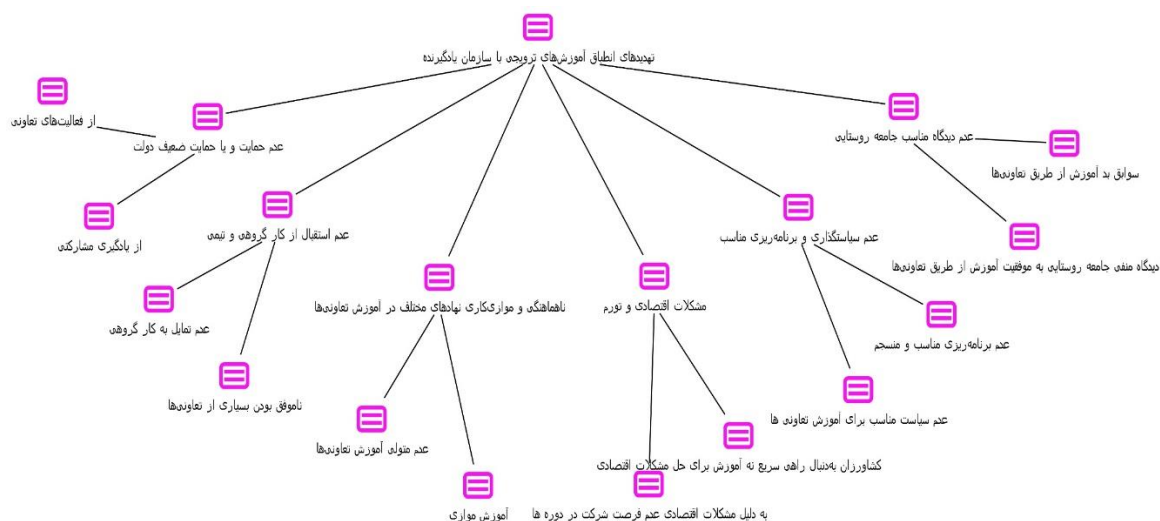 تهدیدهای انطباق آموزش‌های ترویجی با سازمان یادگیرنده
عدم دیدگاه مناسب جامعه روستایی
سوابق بد آموزش از طریق تعاونی‌ها
دیدگاه منفی جامعه روستایی به موفقیت آموزش از طریق تعاونی‌ها
عدم سیاستگذاری و برنامه‌ریزی مناسب
عدم برنامه‌ریزی مناسب و منسجم
عدم سیاست مناسب برای آموزش تعاونی ها
مشکلات اقتصادی و تورم
کشاورزان به‌دنبال راهی سریع نه آموزش برای حل مشکلات اقتصادی
به دلیل مشکلات اقتصادی عدم فرصت شرکت در دوره ها
ناهماهنگی و موازی‌کاری نهادهای مختلف در آموزش تعاونی‌ها
عدم متولی آموزش تعاونی‌ها
آموزش موازی
عدم استقبال از کار گروهی و تیمی
عدم تمایل به کار گروهی
ناموفق بودن بسیاری از تعاونی‌ها
عدم حمایت و یا حمایت ضعیف دولت
از فعالیت‌های تعاونی
از یادگیری مشارکتی